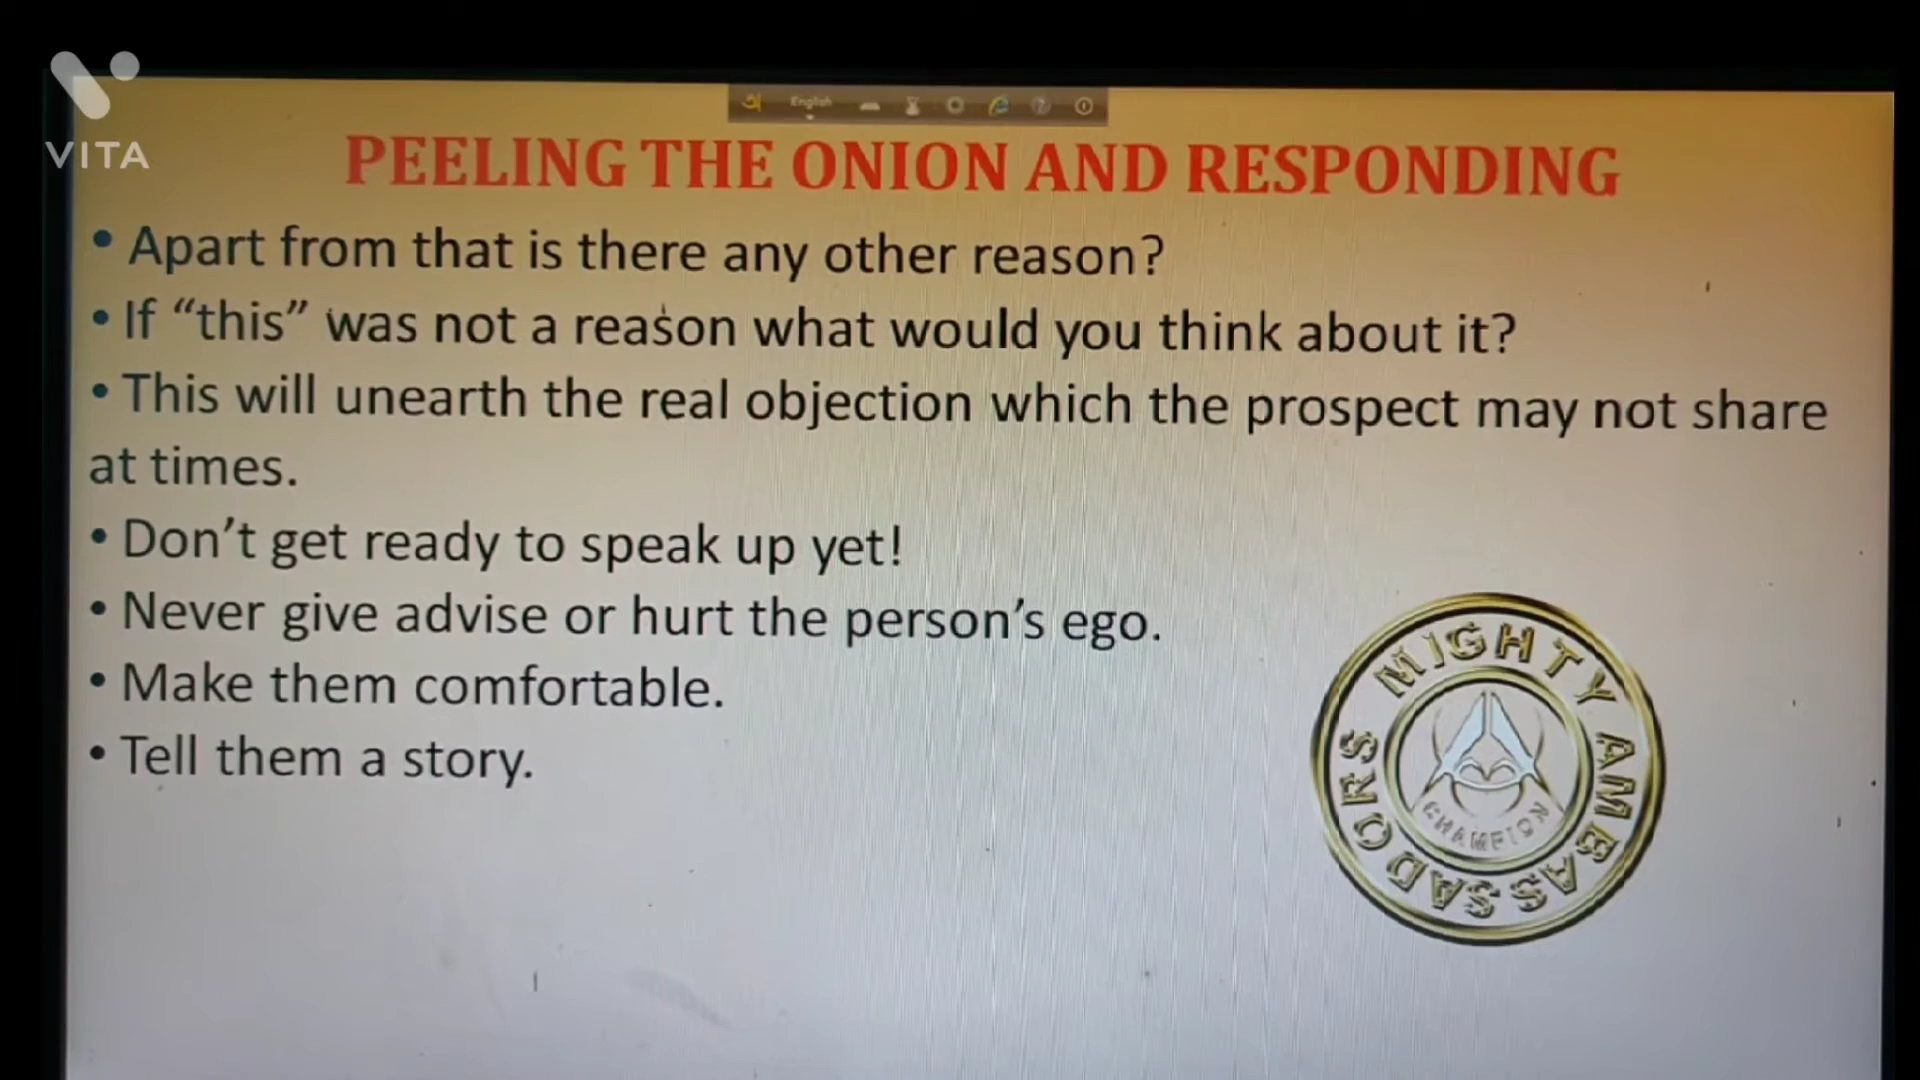 VITA
অ English
PEELING THE ONION AND RESPONDING
• Apart from that is there any other reason?
• If “this” was not a reason what would you think about it?
• This will unearth the real objection which the prospect may not share
at times.
• Don’t get ready to speak up yet!
• Never give advise or hurt the person’s ego.
• Make them comfortable.
• Tell them a story.
MIGHTY AMBASSADORS
CHAMPION